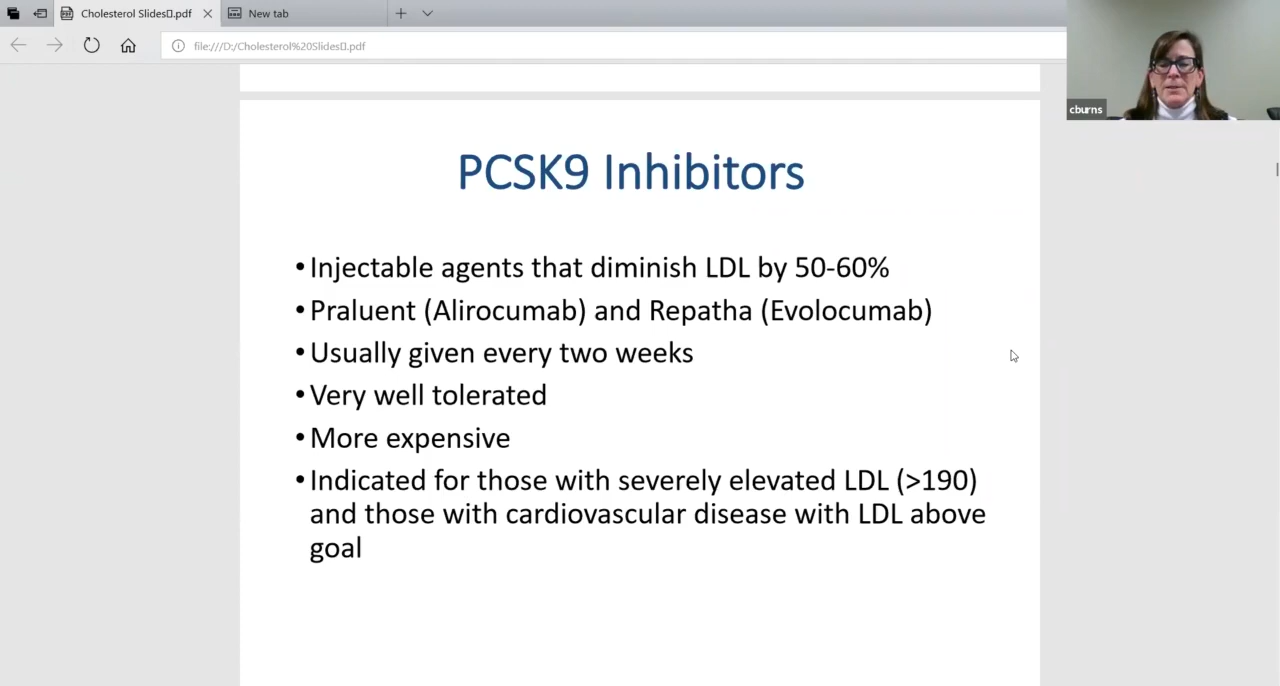 Cholesterol Slides▯.pdf
New tab
file:///D:/Cholesterol%20Slides▯.pdf
cburns
PCSK9 Inhibitors
• Injectable agents that diminish LDL by 50-60%
• Praluent (Alirocumab) and Repatha (Evolocumab)
• Usually given every two weeks
• Very well tolerated
• More expensive
• Indicated for those with severely elevated LDL (>190)
and those with cardiovascular disease with LDL above
goal